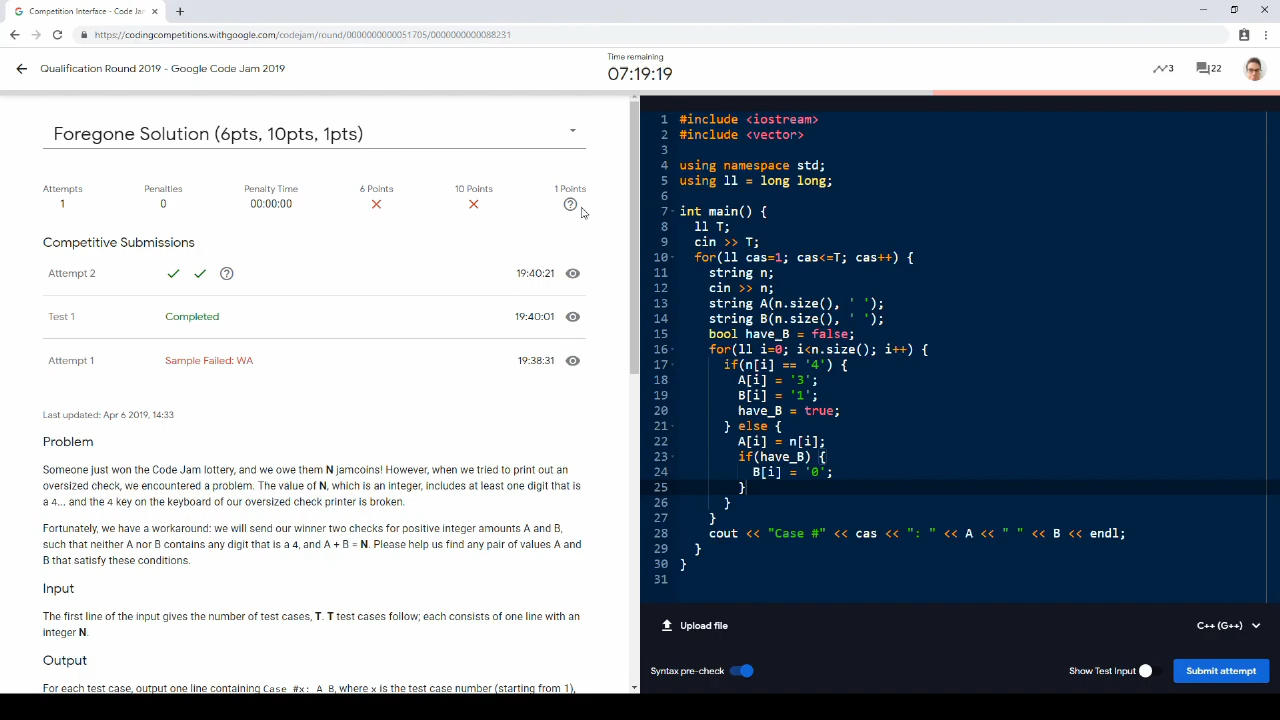 Competition Interface - Code Jam
https://codingcompetitions.withgoogle.com/codejam/round/0000000000051705/0000000000088231
Qualification Round 2019 - Google Code Jam 2019
Time remaining
07:19:19
3
22
Foregone Solution (6pts, 10pts, 1pts)
Attempts Penalties Penalty Time 6 Points 10 Points 1 Points
1 0 00:00:00
Competitive Submissions
Attempt 2 19:40:21
Test 1 Completed 19:40:01
Attempt 1 Sample Failed: WA 19:38:31
Last updated: Apr 6 2019, 14:33
Problem
Someone just won the Code Jam lottery, and we owe them N jamcoins! However, when we tried to print out an
oversized check, we encountered a problem. The value of N, which is an integer, includes at least one digit that is
a 4... and the 4 key on the keyboard of our oversized check printer is broken.
Fortunately, we have a workaround: we will send our winner two checks for positive integer amounts A and B,
such that neither A nor B contains any digit that is a 4, and A + B = N. Please help us find any pair of values A and
B that satisfy these conditions.
Input
The first line of the input gives the number of test cases, T. T test cases follow; each consists of one line with an
integer N.
Output
For each test case, output one line containing Case #x: A B, where x is the test case number (starting from 1),
1 #include <iostream>
2 #include <vector>
3
4 using namespace std;
5 using ll = long long;
6
7 int main() {
8 ll T;
9 cin >> T;
10 for(ll cas=1; cas<=T; cas++) {
11 string n;
12 cin >> n;
13 string A(n.size(), ' ');
14 string B(n.size(), ' ');
15 bool have_B = false;
16 for(ll i=0; i<n.size(); i++) {
17 if(n[i] == '4') {
18 A[i] = '3';
19 B[i] = '1';
20 have_B = true;
21 } else {
22 A[i] = n[i];
23 if(have_B) {
24 B[i] = '0';
25 }
26 }
27 }
28 cout << "Case #" << cas << ": " << A << " " << B << endl;
29 }
30 }
31
Upload file
C++ (G++)
Syntax pre-check
Show Test Input
Submit attempt